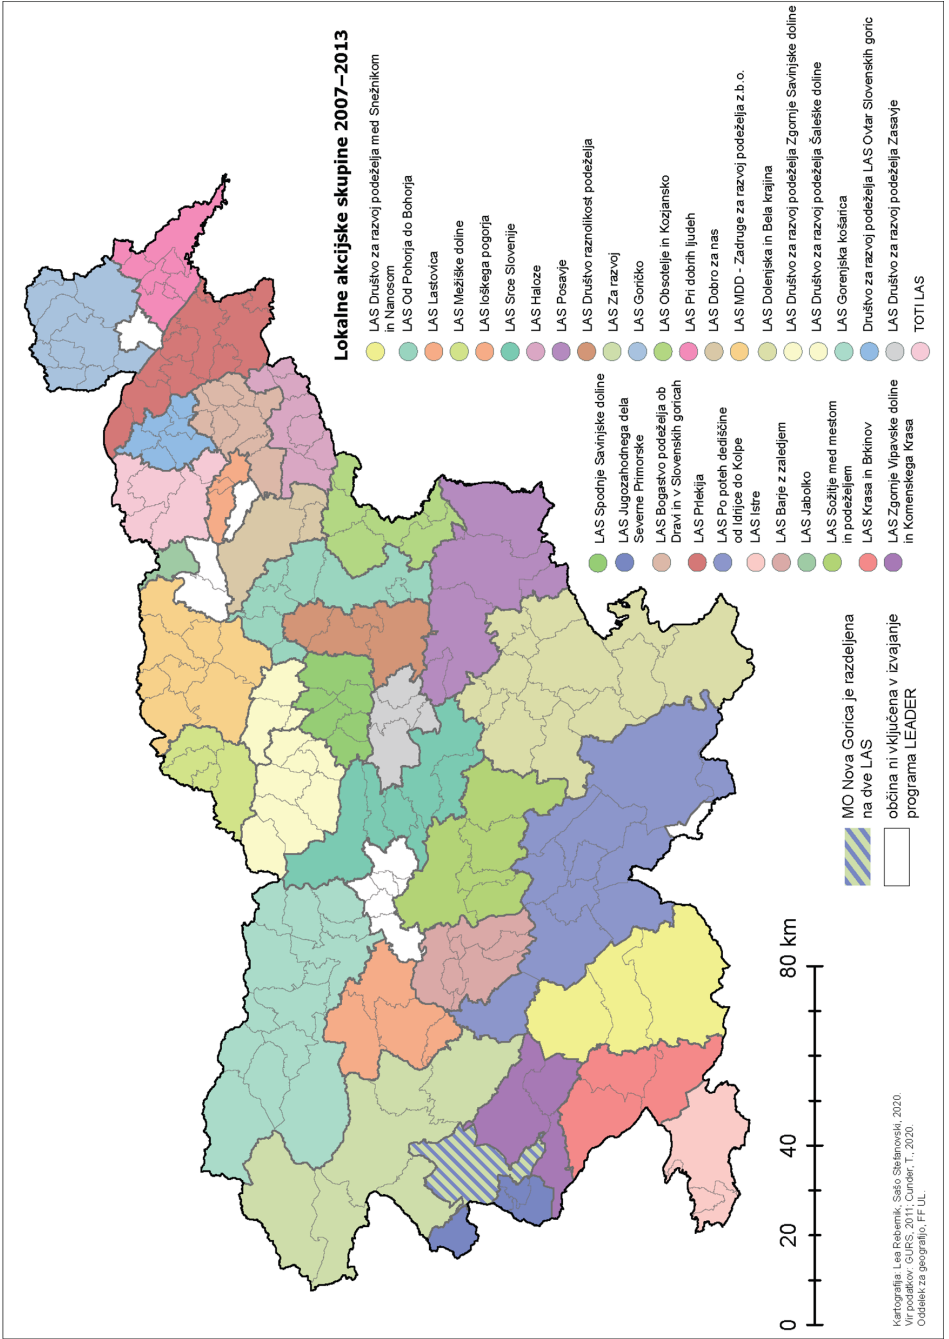 Lokalne akcijske skupine 2007–2013
LAS Društvo za razvoj podeželja med Snežnikom
in Nanosom
LAS Od Pohorja do Bohorja
LAS Lastovica
LAS Mežiške doline
LAS loškega pogorja
LAS Srce Slovenije
LAS Haloze
LAS Posavje
LAS Društvo raznolikost podeželja
LAS Za razvoj
LAS Goričko
LAS Obsotelje in Kozjansko
LAS Pri dobrih ljudeh
LAS Dobro za nas
LAS MDD - Zadruge za razvoj podeželja z.b.o.
LAS Dolenjska in Bela krajina
LAS Društvo za razvoj podeželja Zgornje Savinjske doline
LAS Društvo za razvoj podeželja Šaleške doline
LAS Gorenjska košarica
Društvo za razvoj podeželja LAS Ovtar Slovenskih goric
LAS Društvo za razvoj podeželja Zasavje
TOTI LAS
LAS Spodnje Savinjske doline
LAS Jugozahodnega dela
Severne Primorske
LAS Bogastvo podeželja ob
Dravi in v Slovenskih goricah
LAS Prlekija
LAS Po poteh dediščine
od Idrijce do Kolpe
LAS Istre
LAS Barje z zaledjem
LAS Jabolko
LAS Sožitje med mestom
in podeželjem
LAS Krasa in Brkinov
LAS Zgornje Vipavske doline
in Komenskega Krasa
MO Nova Gorica je razdeljena
na dve LAS
občina ni vključena v izvajanje
programa LEADER
0 20 40 80 km
Kartografija: Lea Rebernik, Sašo Stefanovski, 2020.
Vir podatkov: GURS, 2011; Cunder, T., 2020.
Oddelek za geografijo, FF UL.